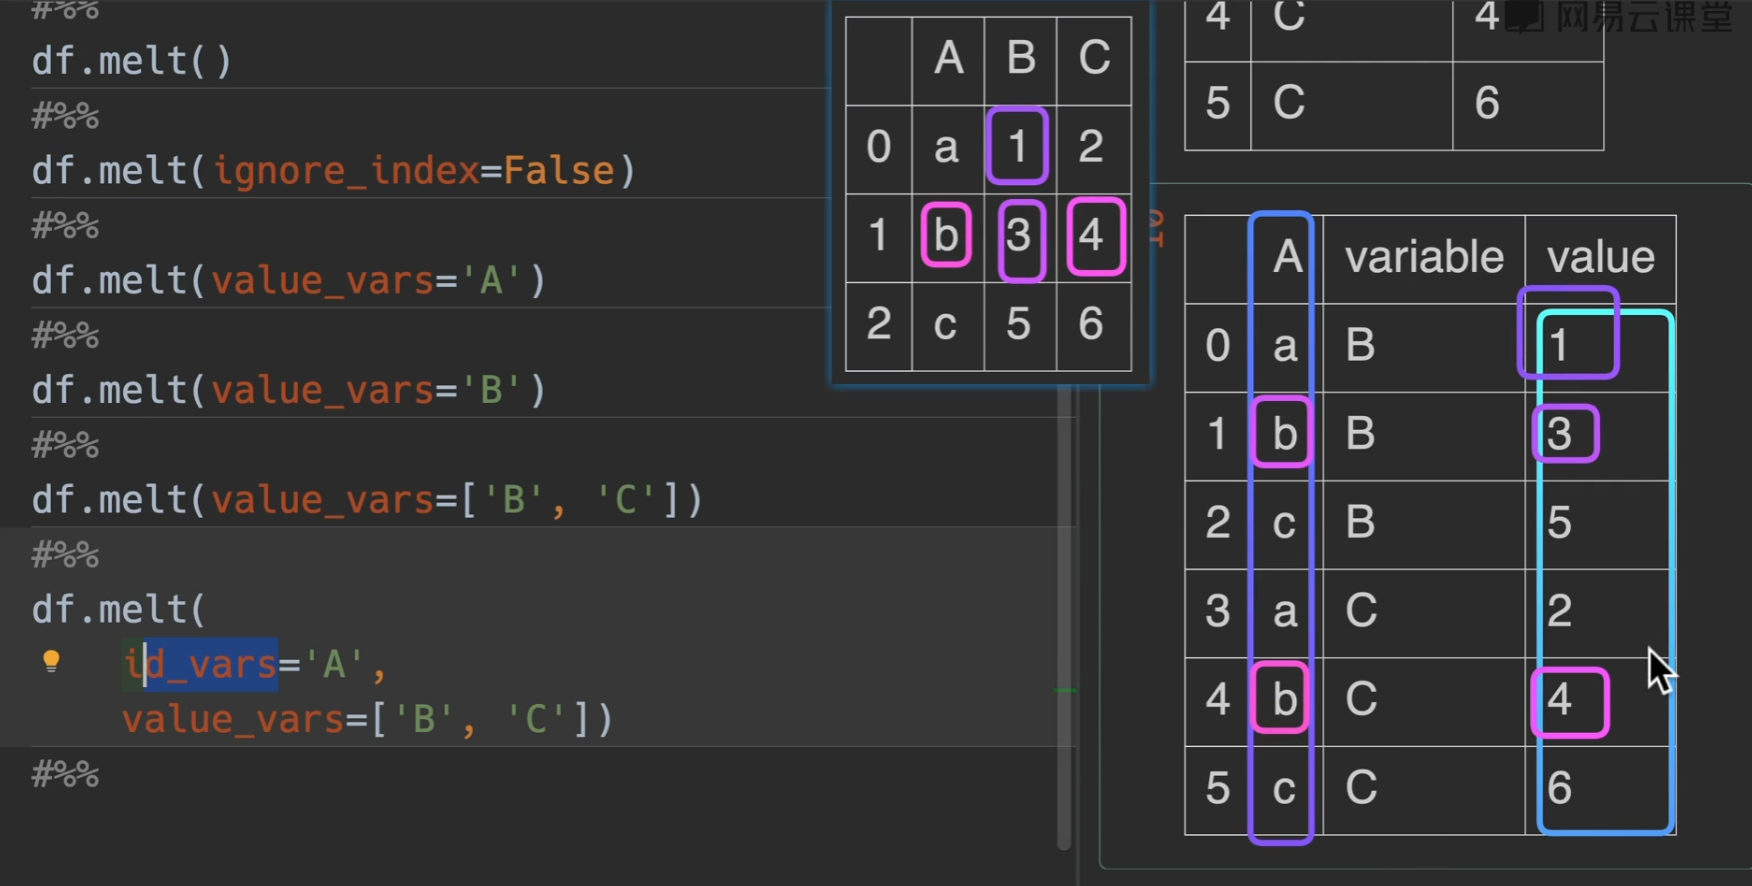 #%%
df.melt()
#%%
df.melt(ignore_index=False)
#%%
df.melt(value_vars='A')
#%%
df.melt(value_vars='B')
#%%
df.melt(value_vars=['B', 'C'])
#%%
df.melt(
id_vars='A',
value_vars=['B', 'C'])
#%%
A B C
0 a 1 2
1 b 3 4
2 c 5 6
4 C 4
5 C 6
网易云课堂
10
A variable value
0 a B 1
1 b B 3
2 c B 5
3 a C 2
4 b C 4
5 c C 6